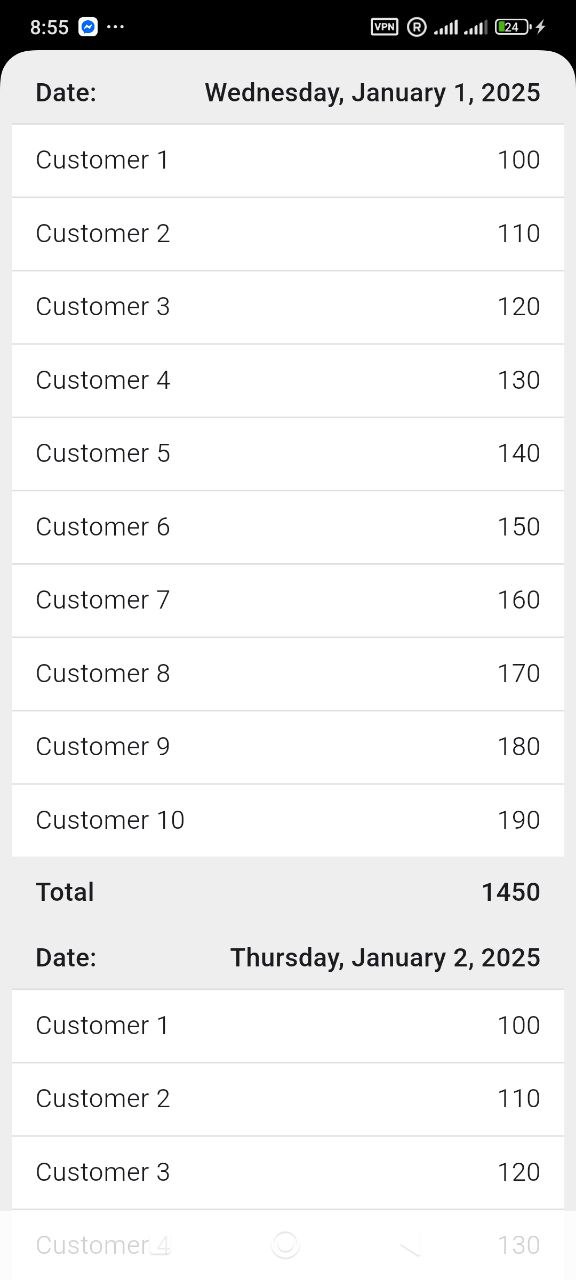 8:55 ... VPN R 24
Date: Wednesday, January 1, 2025
Customer 1 100
Customer 2 110
Customer 3 120
Customer 4 130
Customer 5 140
Customer 6 150
Customer 7 160
Customer 8 170
Customer 9 180
Customer 10 190
Total 1450
Date: Thursday, January 2, 2025
Customer 1 100
Customer 2 110
Customer 3 120
Customer 4 130